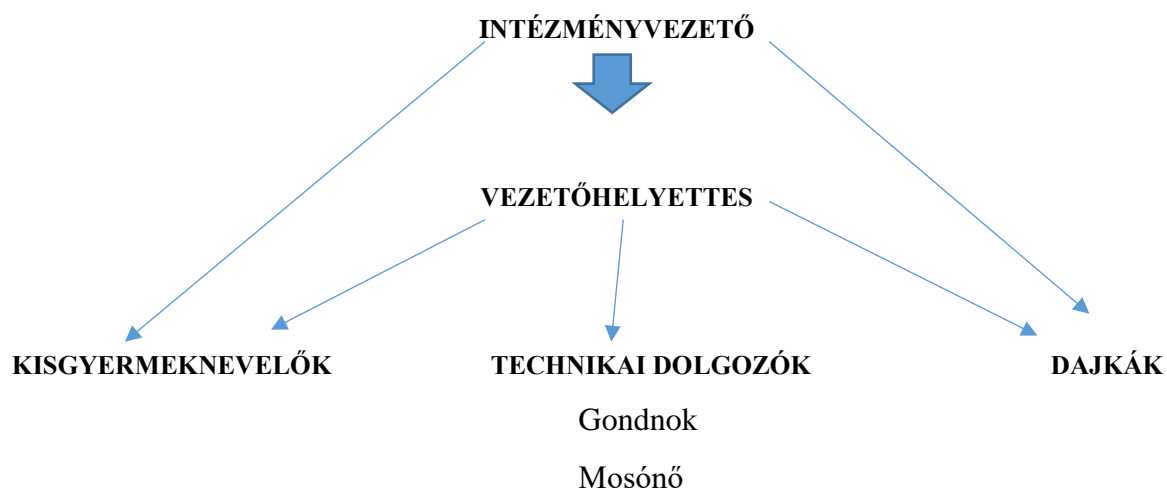 INTÉZMÉNYVEZETŐ
VEZETŐHELYETTES
KISGYERMEKNEVELŐK TECHNIKAI DOLGOZÓK DAJKÁK
Gondnok
Mosónő